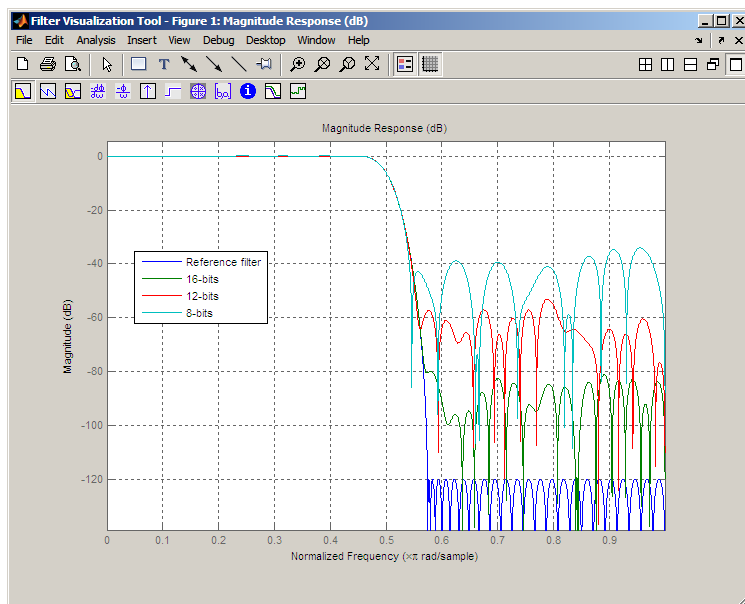 Filter Visualization Tool - Figure 1: Magnitude Response (dB)
File Edit Analysis Insert View Debug Desktop Window Help
T
i
Magnitude Response (dB)
0
-20
-40
-60
-80
-100
-120
Magnitude (dB)
Reference filter
16-bits
12-bits
8-bits
0 0.1 0.2 0.3 0.4 0.5 0.6 0.7 0.8 0.9
Normalized Frequency (×π rad/sample)